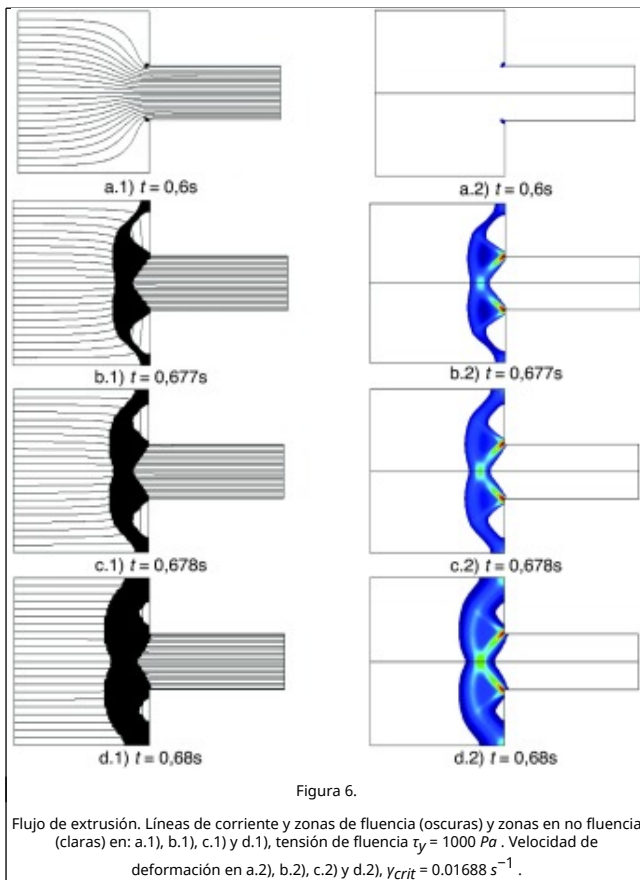 a.1) t = 0,6s
a.2) t = 0,6s
b.1) t = 0,677s
b.2) t = 0,677s
c.1) t = 0,678s
c.2) t = 0,678s
d.1) t = 0,68s
d.2) t = 0,68s
Figura 6.
Flujo de extrusión. Líneas de corriente y zonas de fluencia (oscuras) y zonas en no fluencia
(claras) en: a.1), b.1), c.1) y d.1), tensión de fluencia τy = 1000 Pa . Velocidad de
deformación en a.2), b.2), c.2) y d.2), γcrit = 0.01688 s⁻¹ .